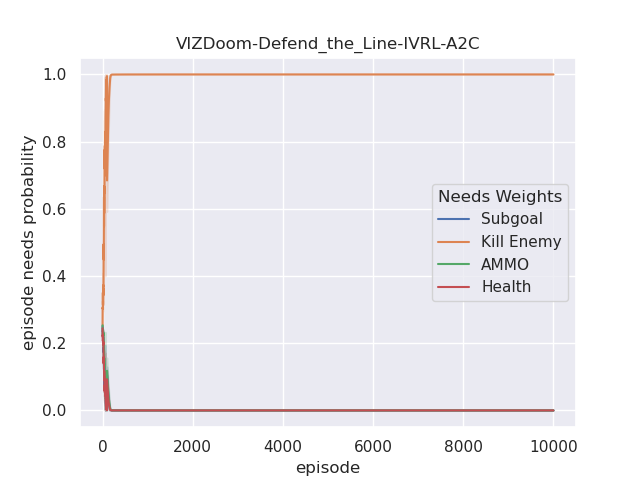 VIZDoom-Defend_the_Line-IVRL-A2C
episode needs probability
1.0
0.8
0.6
0.4
0.2
0.0
Needs Weights
Subgoal
Kill Enemy
AMMO
Health
0 2000 4000 6000 8000 10000
episode